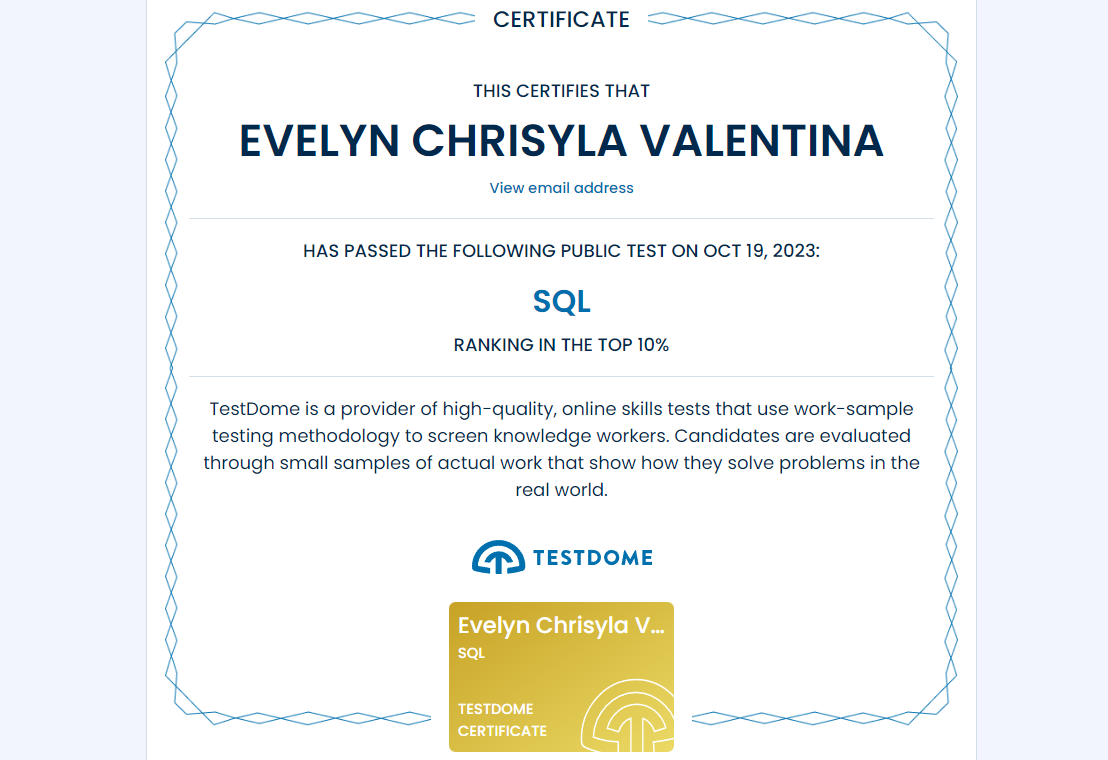 CERTIFICATE
THIS CERTIFIES THAT
EVELYN CHRISYLA VALENTINA
View email address
HAS PASSED THE FOLLOWING PUBLIC TEST ON OCT 19, 2023:
SQL
RANKING IN THE TOP 10%
TestDome is a provider of high-quality, online skills tests that use work-sample
testing methodology to screen knowledge workers. Candidates are evaluated
through small samples of actual work that show how they solve problems in the
real world.
TESTDOME
Evelyn Chrisyla V...
SQL
TESTDOME
CERTIFICATE